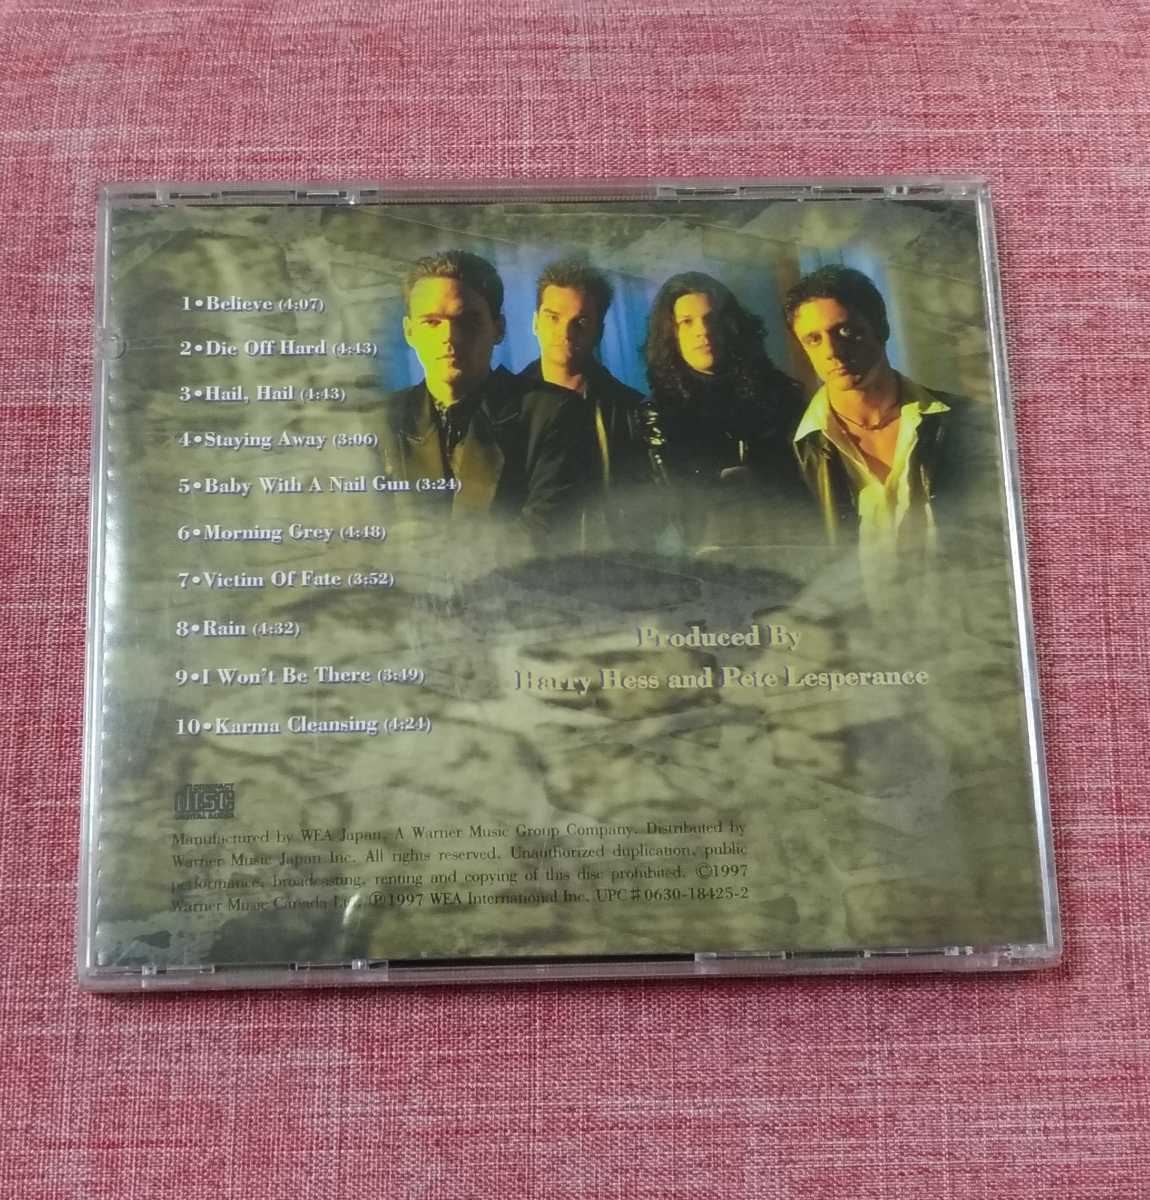 1•Believe (4:07)
2•Die Off Hard (4:43)
3•Hail, Hail (4:43)
4•Staying Away (3:06)
5•Baby With A Nail Gun (3:24)
6•Morning Grey (4:48)
7•Victim Of Fate (3:52)
8•Rain (4:32)
9•I Won't Be There (3:49)
10•Karma Cleansing (4:24)
Produced By
Harry Hess and Pete Lesperance
COMPACT
disc
DIGITAL AUDIO
Manufactured by WEA Japan, A Warner Music Group Company. Distributed by
Warner Music Japan Inc. All rights reserved. Unauthorized duplication, public
performance, broadcasting, renting and copying of this disc prohibited. ©1997
Warner Music Canada Ltd. ℗1997 WEA International Inc. UPC#0630-18425-2